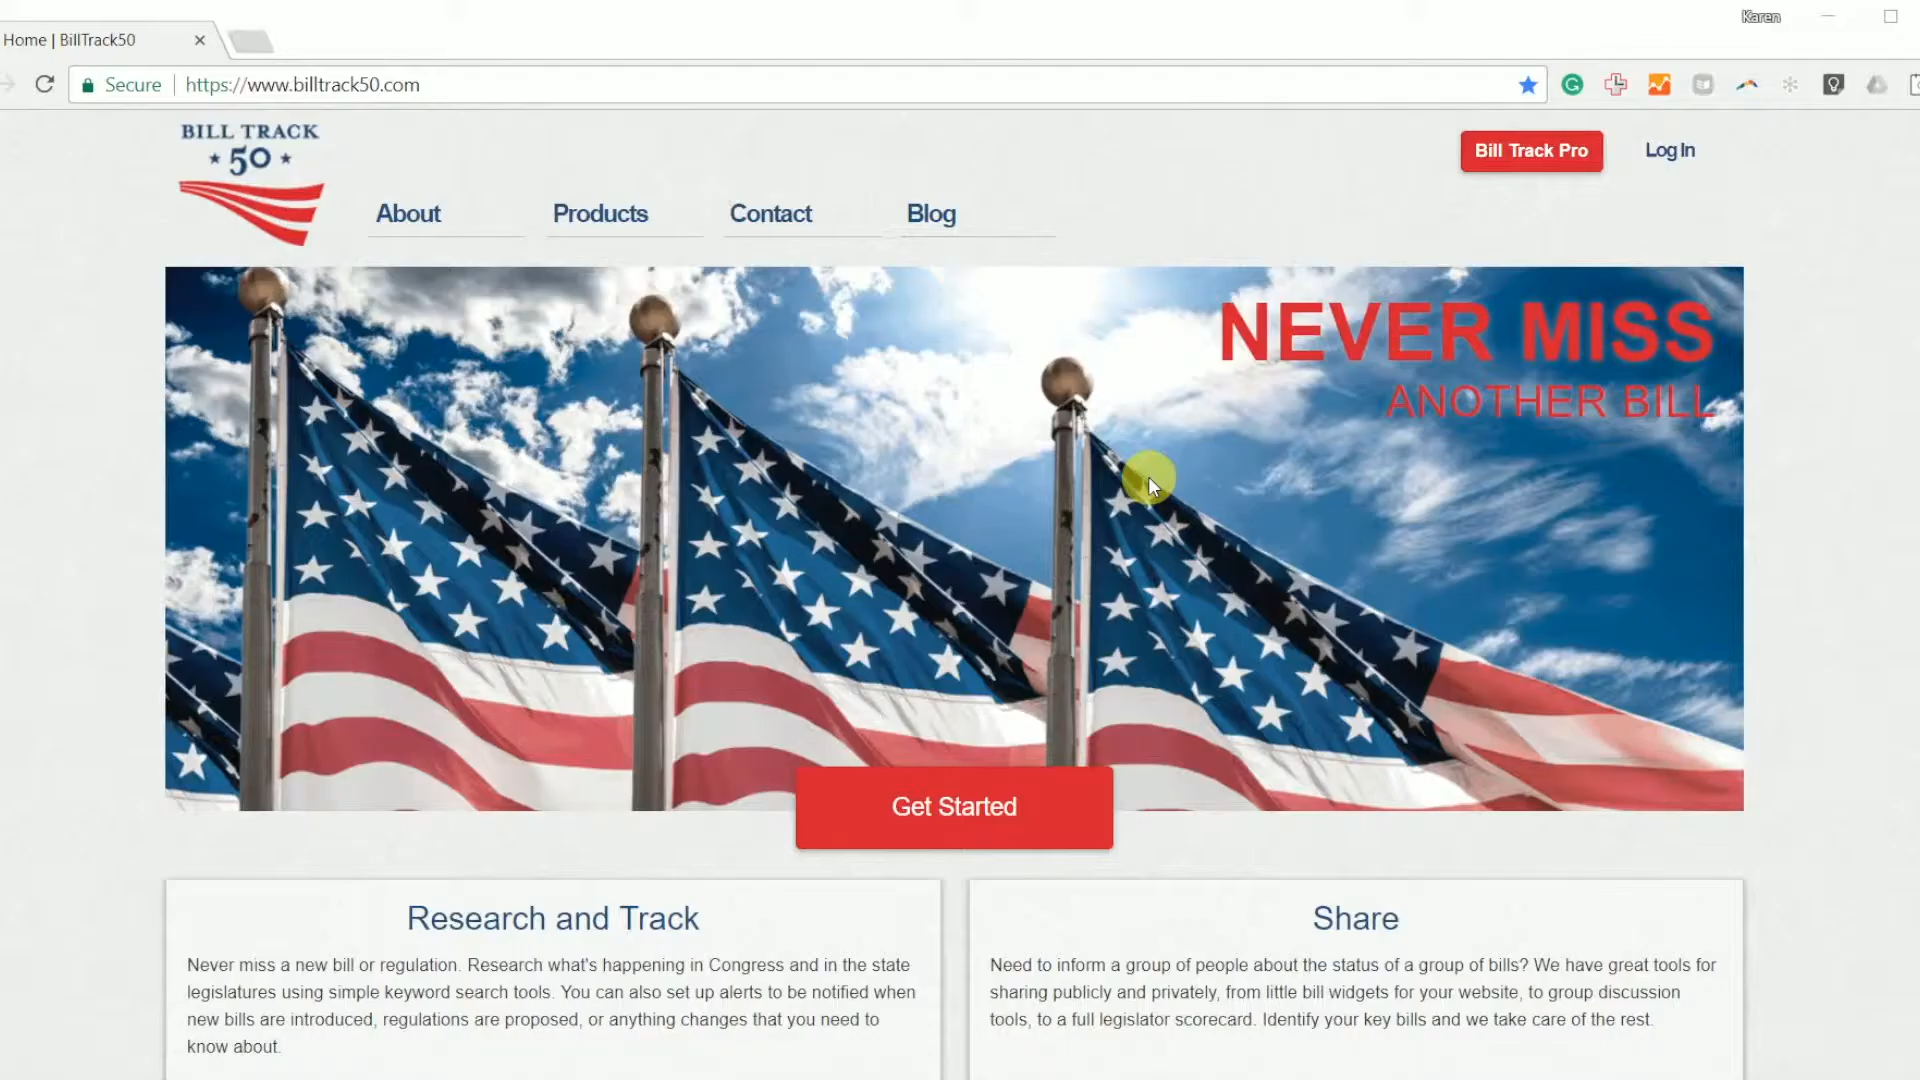 Karen
Home | BillTrack50
Secure
https://www.billtrack50.com
BILL TRACK
50
Bill Track Pro
Log In
About
Products
Contact
Blog
NEVER MISS
ANOTHER BILL
Get Started
Research and Track
Never miss a new bill or regulation. Research what's happening in Congress and in the state
legislatures using simple keyword search tools. You can also set up alerts to be notified when
new bills are introduced, regulations are proposed, or anything changes that you need to
know about.
Share
Need to inform a group of people about the status of a group of bills? We have great tools for
sharing publicly and privately, from little bill widgets for your website, to group discussion
tools, to a full legislator scorecard. Identify your key bills and we take care of the rest.